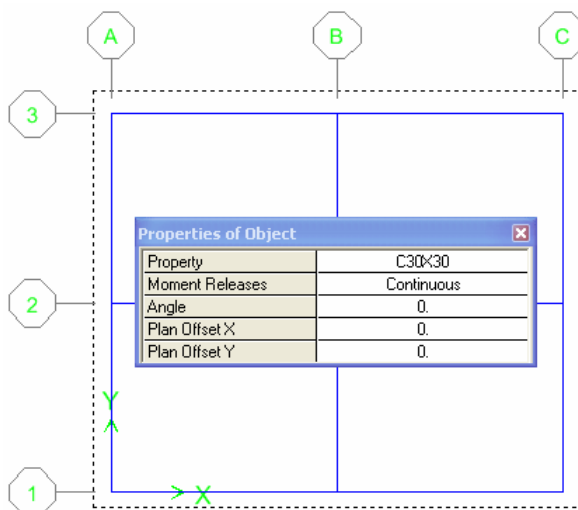 A B C
3
Properties of Object
Property C30X30
Moment Releases Continuous
Angle 0.
Plan Offset X 0.
Plan Offset Y 0.
2
Y
1
X